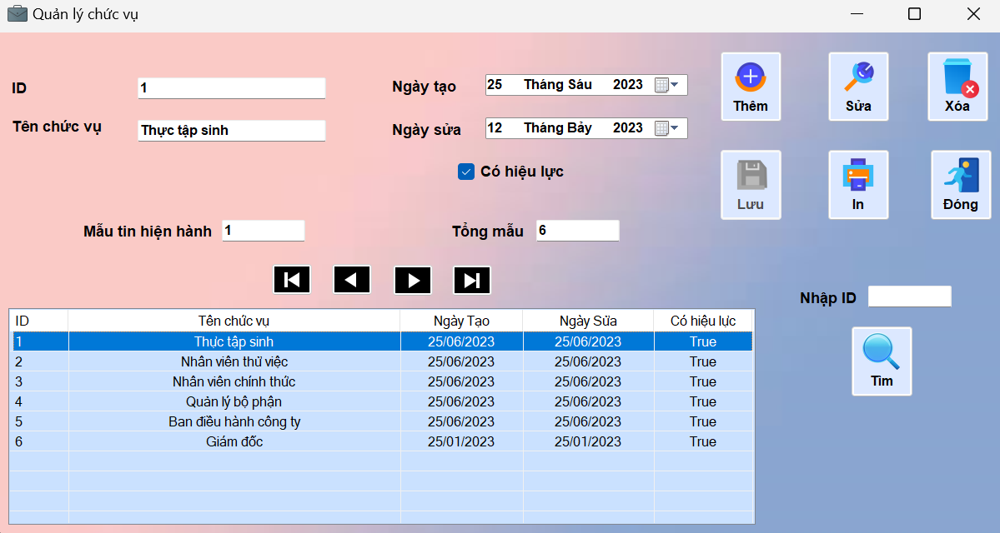 Quản lý chức vụ
ID 1 Ngày tạo 25 Tháng Sáu 2023
Tên chức vụ Thực tập sinh Ngày sửa 12 Tháng Bảy 2023
Có hiệu lực
Mẫu tin hiện hành 1 Tổng mẫu 6
Thêm Sửa Xóa
Lưu In Đóng
Nhập ID
Tìm
ID Tên chức vụ Ngày Tạo Ngày Sửa Có hiệu lực
1 Thực tập sinh 25/06/2023 25/06/2023 True
2 Nhân viên thử việc 25/06/2023 25/06/2023 True
3 Nhân viên chính thức 25/06/2023 25/06/2023 True
4 Quản lý bộ phận 25/06/2023 25/06/2023 True
5 Ban điều hành công ty 25/06/2023 25/06/2023 True
6 Giám đốc 25/01/2023 25/01/2023 True